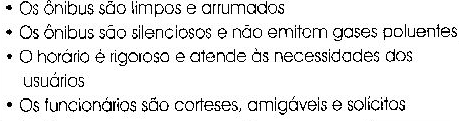 • Os ônibus são limpos e arrumados
• Os ônibus são silenciosos e não emitem gases poluentes
• O horário é rigoroso e atende às necessidades dos
usuários
• Os funcionários são corteses, amigáveis e solícitos